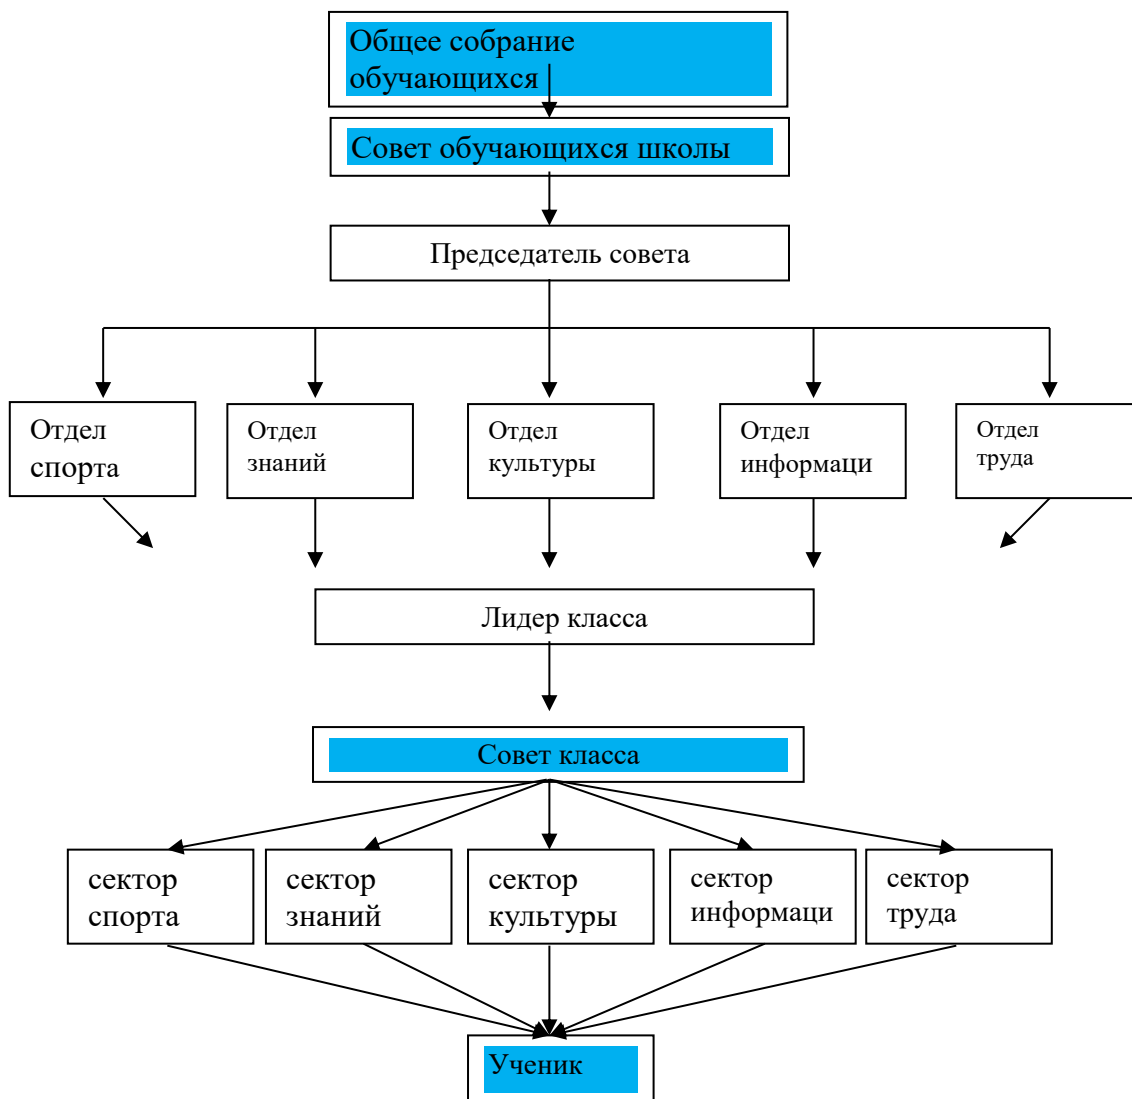 Общее собрание
обучающихся
Совет обучающихся школы
Председатель совета
Отдел
спорта
Отдел
знаний
Отдел
культуры
Отдел
информаци
Отдел
труда
Лидер класса
Совет класса
сектор
спорта
сектор
знаний
сектор
культуры
сектор
информаци
сектор
труда
Ученик